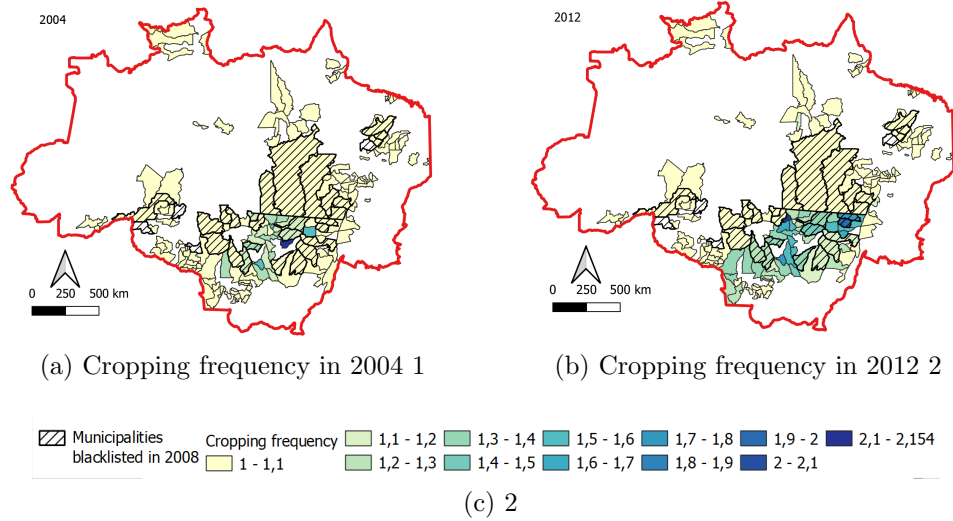 2004
2012
0 250 500 km
0 250 500 km
(a) Cropping frequency in 2004 1
(b) Cropping frequency in 2012 2
Municipalities
blacklisted in 2008
Cropping frequency
1 - 1,1
1,1 - 1,2
1,2 - 1,3
1,3 - 1,4
1,4 - 1,5
1,5 - 1,6
1,6 - 1,7
1,7 - 1,8
1,8 - 1,9
1,9 - 2
2 - 2,1
2,1 - 2,154
(c) 2